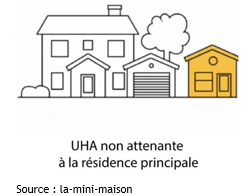 UHA non attenante
à la résidence principale
Source : la-mini-maison